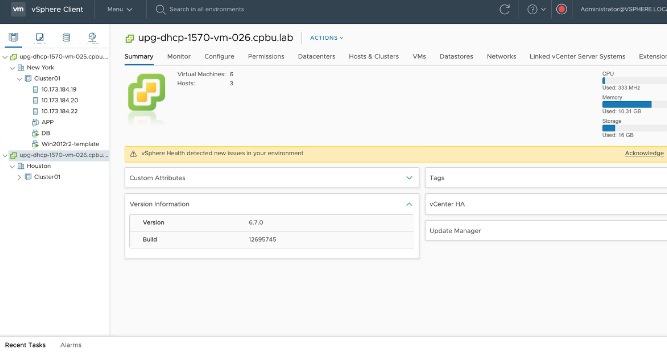 vm vSphere Client Menu Search in all environments Administrator@VSPHERE.LOCA
upg-dhcp-1570-vm-026.cpbu.lab ACTIONS
Summary Monitor Configure Permissions Datacenters Hosts & Clusters VMs Datastores Networks Linked vCenter Server Systems Extension
upg-dhcp-1570-vm-025.cpbu...
New York
Cluster01
10.173.184.19
10.173.184.20
10.173.184.22
APP
DB
Win2012r2-template
upg-dhcp-1570-vm-026.cpbu...
Houston
Cluster01
Virtual Machines: 6
Hosts: 3
CPU
Used: 333 MHz
Memory
Used: 10.31 GB
Storage
Used: 16 GB
vSphere Health detected new issues in your environment Acknowledge
Custom Attributes
Tags
Version Information
Version 6.7.0
Build 12695745
vCenter HA
Update Manager
Recent Tasks Alarms